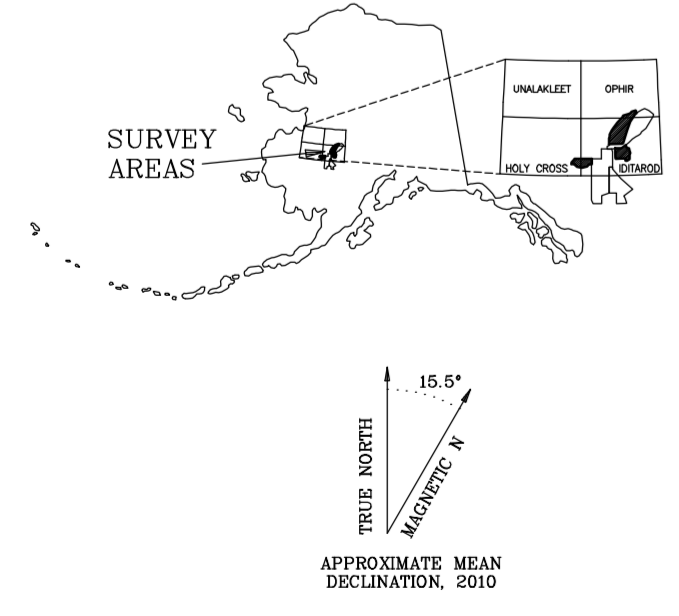 UNALAKLEET OPHIR
SURVEY
AREAS
HOLY CROSS IDITAROD
15.5°
TRUE NORTH
MAGNETIC N
APPROXIMATE MEAN
DECLINATION, 2010